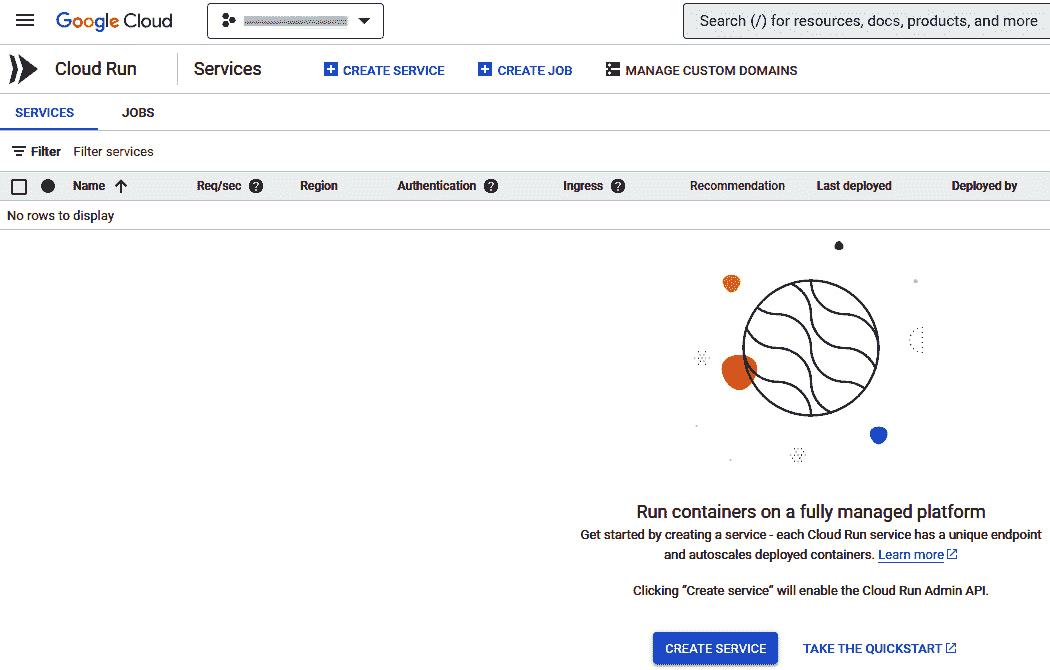 Google Cloud
Search (/) for resources, docs, products, and more
Cloud Run Services CREATE SERVICE CREATE JOB MANAGE CUSTOM DOMAINS
SERVICES JOBS
Filter Filter services
Name Req/sec ? Region Authentication ? Ingress ? Recommendation Last deployed Deployed by
No rows to display
Run containers on a fully managed platform
Get started by creating a service - each Cloud Run service has a unique endpoint
and autoscales deployed containers. Learn more
Clicking "Create service" will enable the Cloud Run Admin API.
CREATE SERVICE TAKE THE QUICKSTART